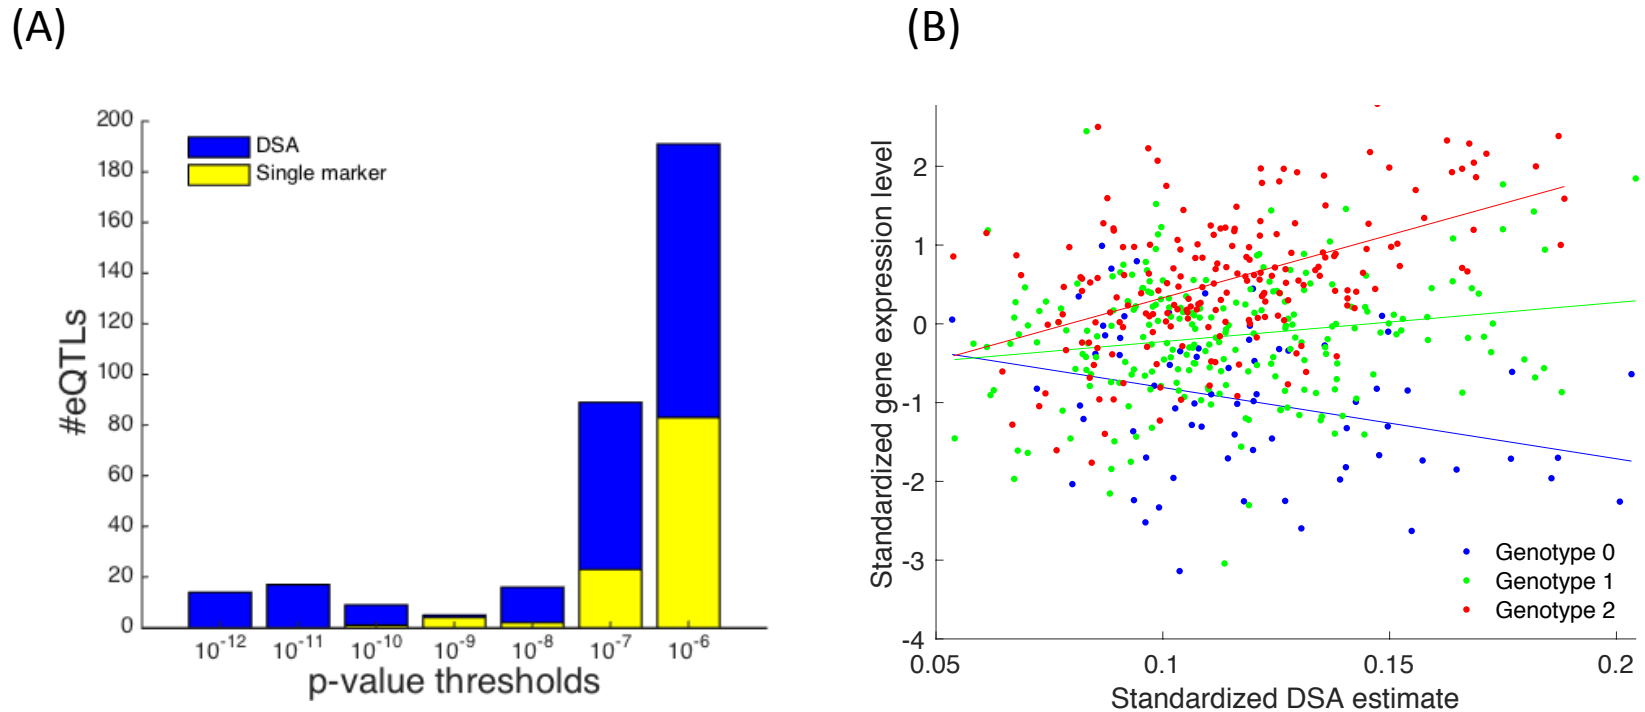 (A)
(B)
200
180
160
140
120
100
80
60
40
20
0
#eQTLs
DSA
Single marker
10-12
10-11
10-10
10-9
10-8
10-7
10-6
p-value thresholds
2
1
0
-1
-2
-3
-4
Standardized gene expression level
Genotype 0
Genotype 1
Genotype 2
0.05
0.1
0.15
0.2
Standardized DSA estimate